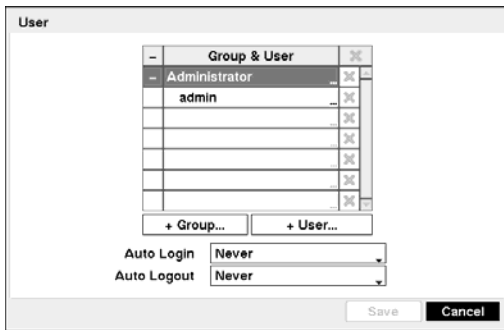 User
– Group & User
– Administrator ...
admin ...
...
...
...
...
...
+ Group... + User...
Auto Login Never
Auto Logout Never
Save Cancel